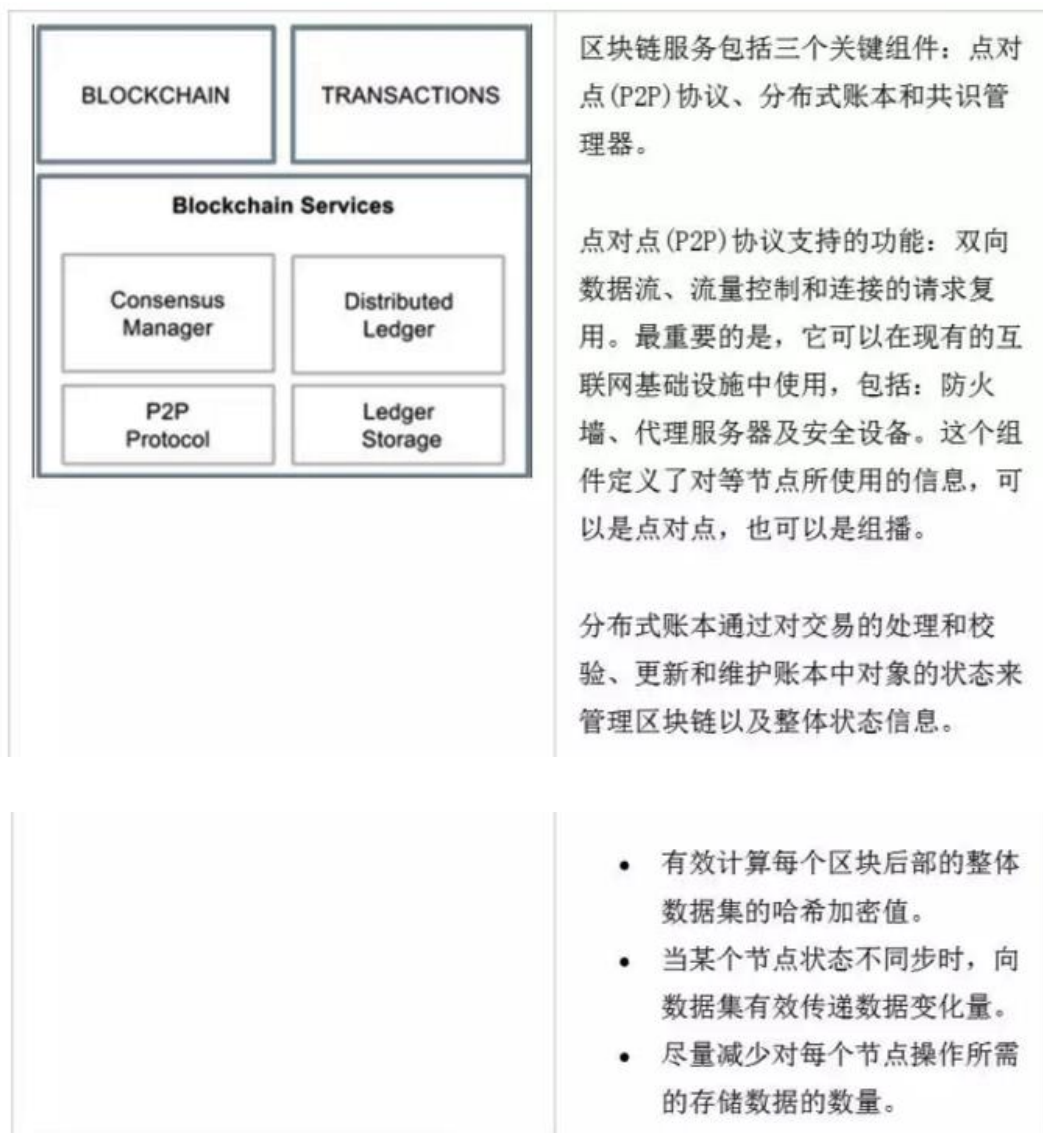 BLOCKCHAIN
TRANSACTIONS
Blockchain Services
Consensus
Manager
Distributed
Ledger
P2P
Protocol
Ledger
Storage
区块链服务包括三个关键组件：点对
点(P2P)协议、分布式账本和共识管
理器。
点对点(P2P)协议支持的功能：双向
数据流、流量控制和连接的请求复
用。最重要的是，它可以在现有的互
联网基础设施中使用，包括：防火
墙、代理服务器及安全设备。这个组
件定义了对等节点所使用的信息，可
以是点对点，也可以是组播。
分布式账本通过对交易的处理和校
验、更新和维护账本中对象的状态来
管理区块链以及整体状态信息。
• 有效计算每个区块后部的整体
数据集的哈希加密值。
• 当某个节点状态不同步时，向
数据集有效传递数据变化量。
• 尽量减少对每个节点操作所需
的存储数据的数量。